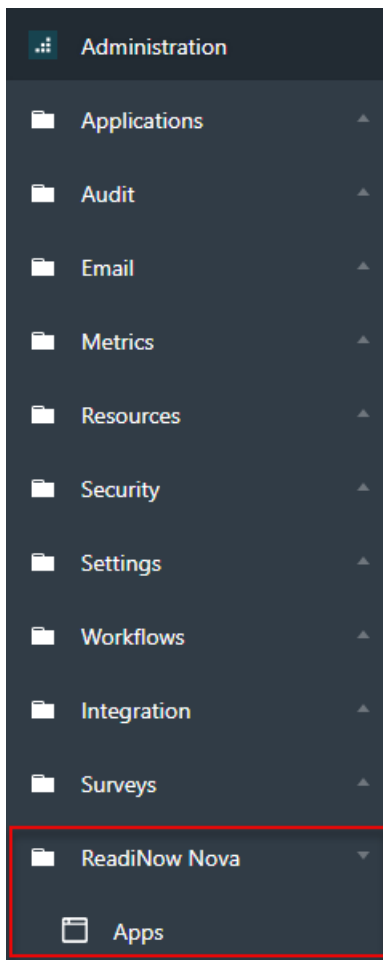 Administration
Applications
Audit
Email
Metrics
Resources
Security
Settings
Workflows
Integration
Surveys
ReadiNow Nova
Apps